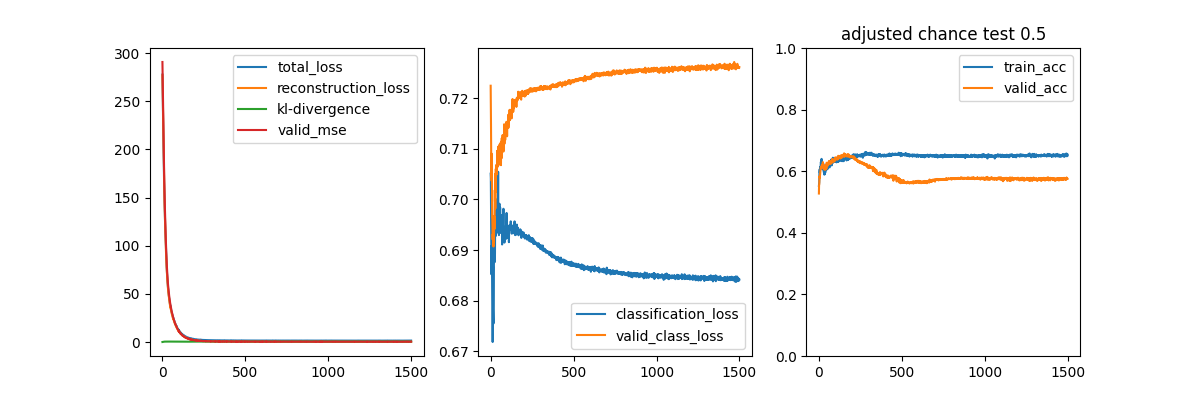 300
250
200
150
100
50
0
0 500 1000 1500
total_loss
reconstruction_loss
kl-divergence
valid_mse
0.72
0.71
0.70
0.69
0.68
0.67
0 500 1000 1500
classification_loss
valid_class_loss
adjusted chance test 0.5
1.0
0.8
0.6
0.4
0.2
0.0
0 500 1000 1500
train_acc
valid_acc